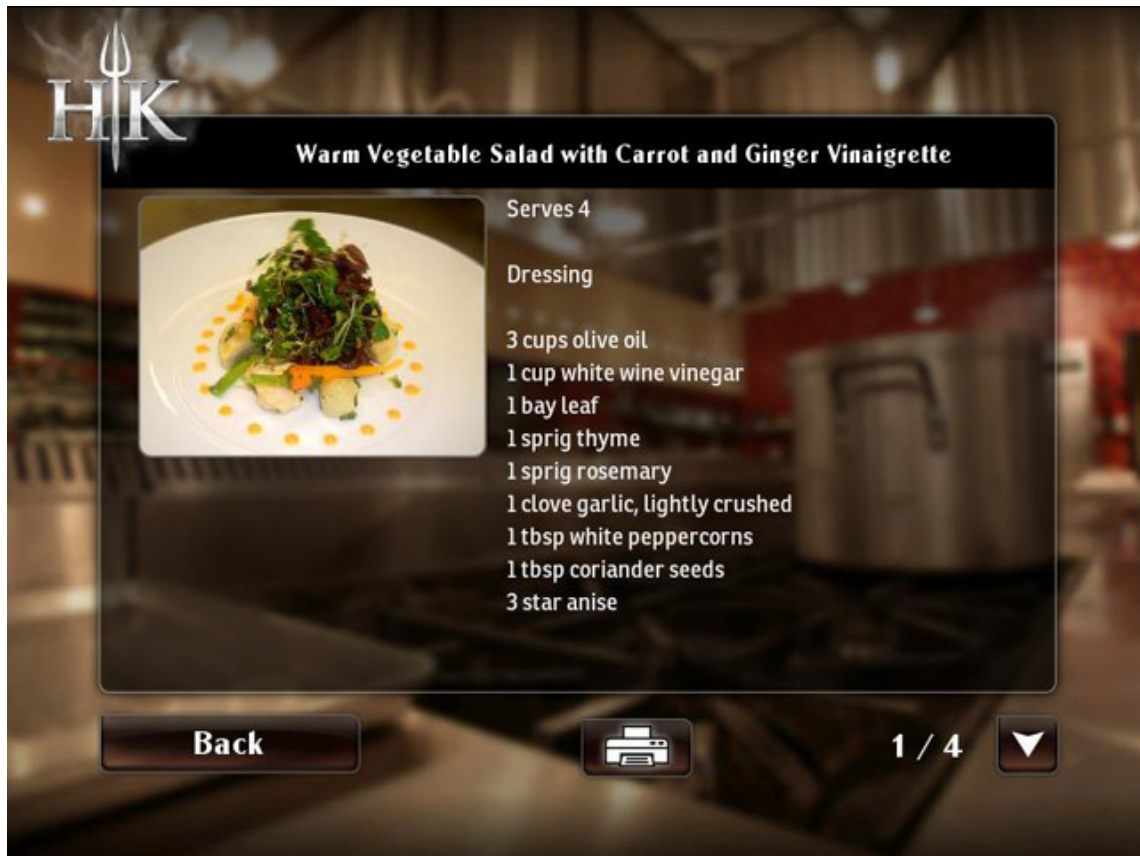 HK
Warm Vegetable Salad with Carrot and Ginger Vinaigrette
Serves 4
Dressing
3 cups olive oil
1 cup white wine vinegar
1 bay leaf
1 sprig thyme
1 sprig rosemary
1 clove garlic, lightly crushed
1 tbsp white peppercorns
1 tbsp coriander seeds
3 star anise
Back
1 / 4